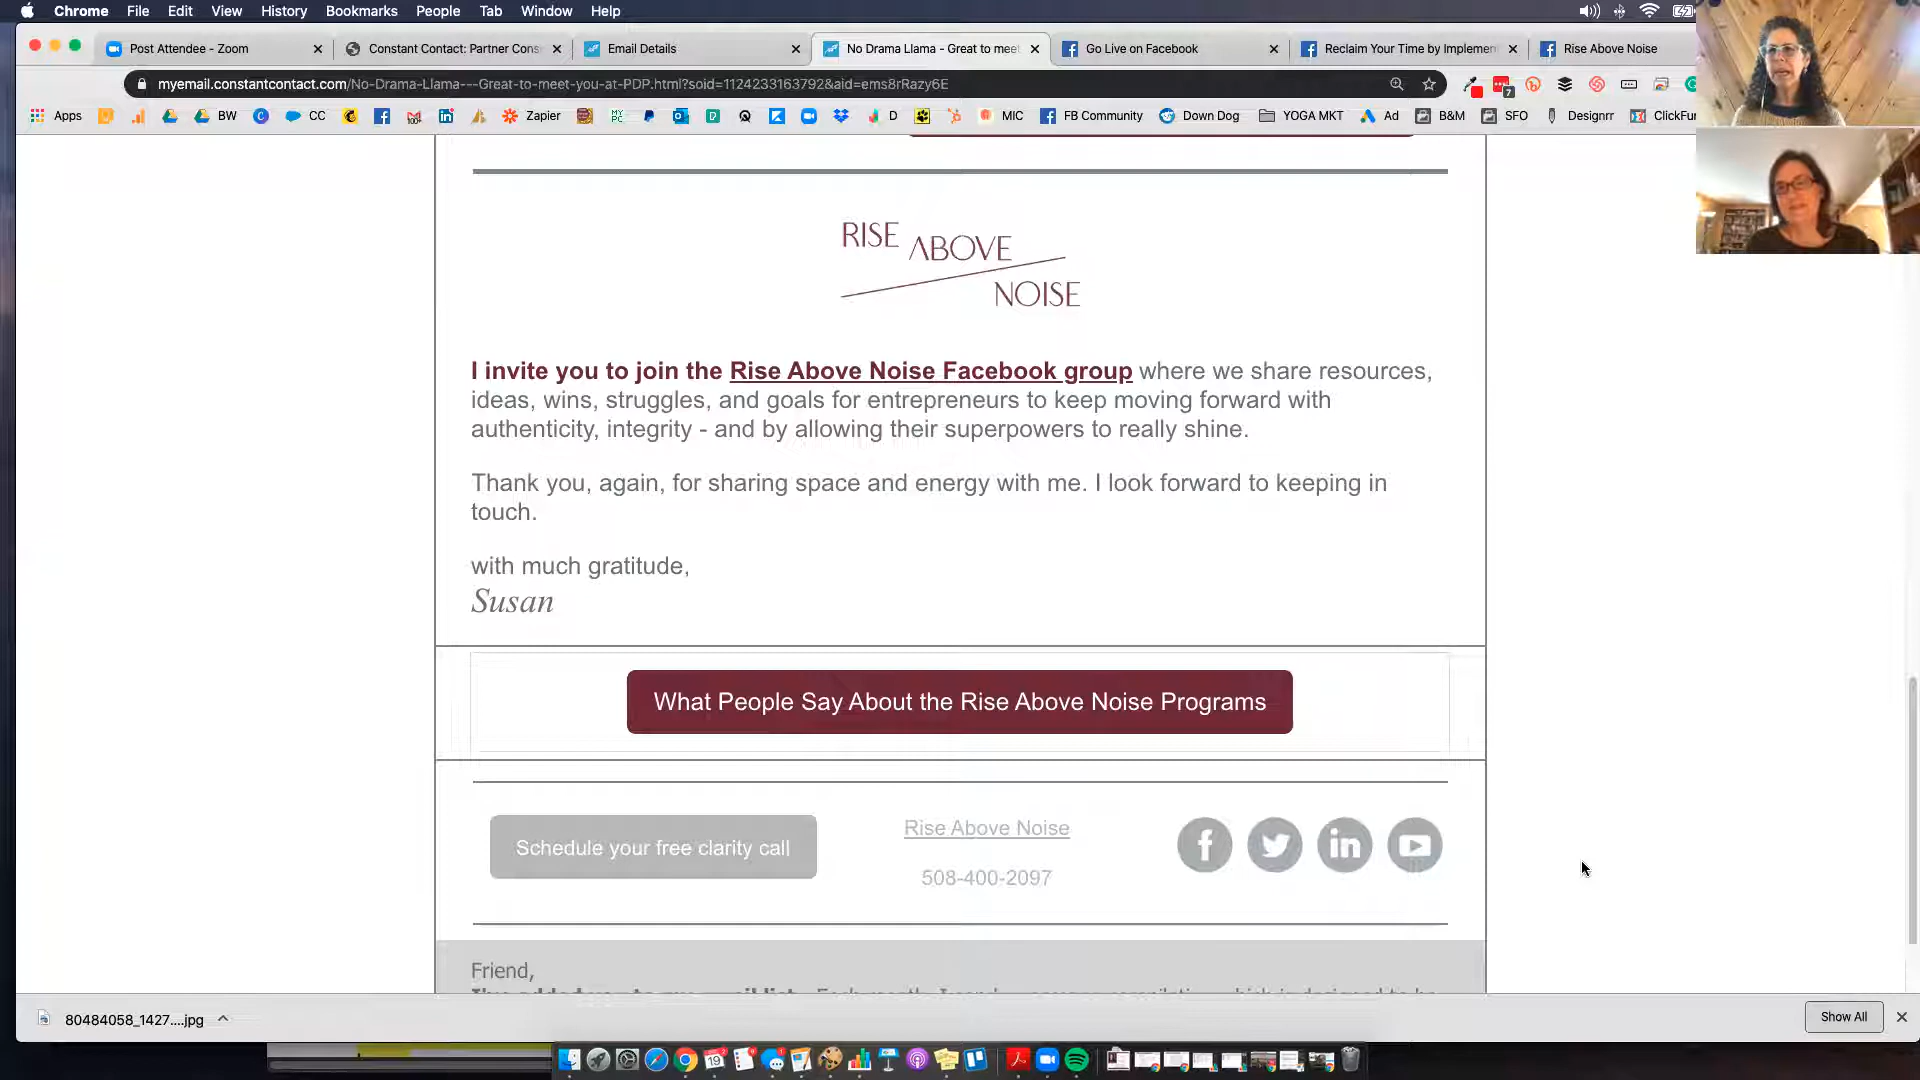 Chrome File Edit View History Bookmarks People Tab Window Help
Post Attendee - Zoom
Constant Contact: Partner Cons
Email Details
No Drama Llama - Great to meet
Go Live on Facebook
Reclaim Your Time by Implemen
Rise Above Noise
myemail.constantcontact.com/No-Drama-Llama---Great-to-meet-you-at-PDP.html?soid=1124233163792&aid=ems8rRazy6E
Apps BW CC Zapier D MIC FB Community Down Dog YOGA MKT Ad B&M SFO Designrr ClickFun
RISE ABOVE
NOISE
I invite you to join the Rise Above Noise Facebook group where we share resources,
ideas, wins, struggles, and goals for entrepreneurs to keep moving forward with
authenticity, integrity - and by allowing their superpowers to really shine.
Thank you, again, for sharing space and energy with me. I look forward to keeping in
touch.
with much gratitude,
Susan
What People Say About the Rise Above Noise Programs
Schedule your free clarity call
Rise Above Noise
508-400-2097
Friend,
80484058_1427....jpg
Show All